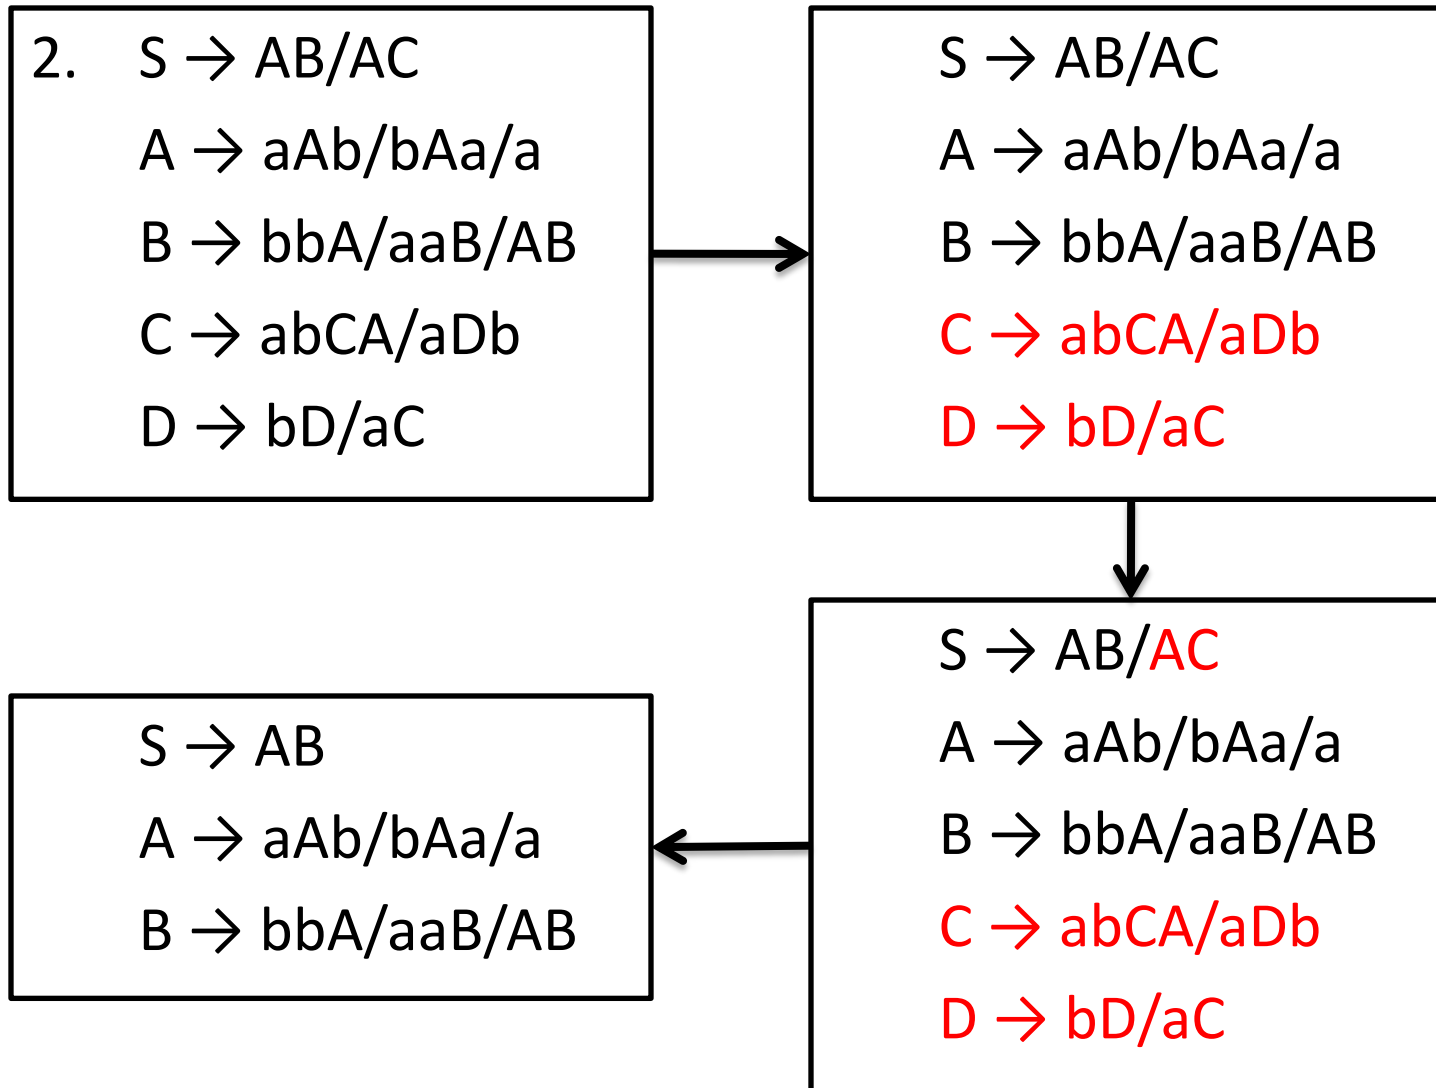 2. S → AB/AC
A → aAb/bAa/a
B → bbA/aaB/AB
C → abCA/aDb
D → bD/aC
S → AB/AC
A → aAb/bAa/a
B → bbA/aaB/AB
C → abCA/aDb
D → bD/aC
S → AB/AC
A → aAb/bAa/a
B → bbA/aaB/AB
C → abCA/aDb
D → bD/aC
S → AB
A → aAb/bAa/a
B → bbA/aaB/AB